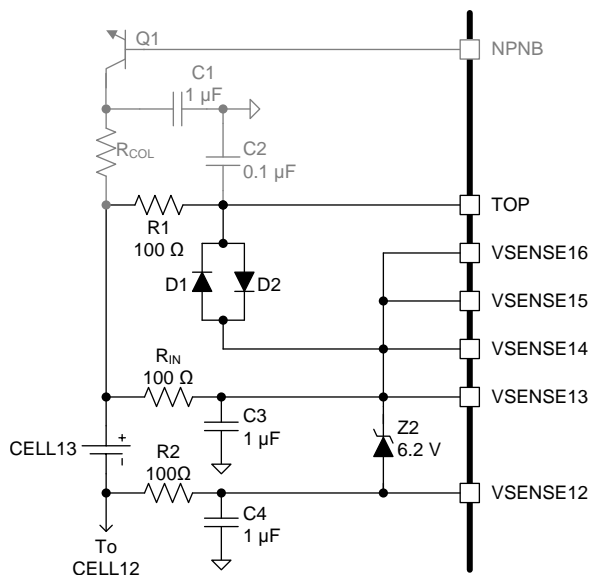 Q1
NPNB
C1
1 µF
RCOL
C2
0.1 µF
TOP
R1
100 Ω
VSENSE16
D1
D2
VSENSE15
VSENSE14
RIN
100 Ω
VSENSE13
C3
1 µF
Z2
6.2 V
CELL13
+
-
R2
100Ω
VSENSE12
C4
1 µF
To
CELL12